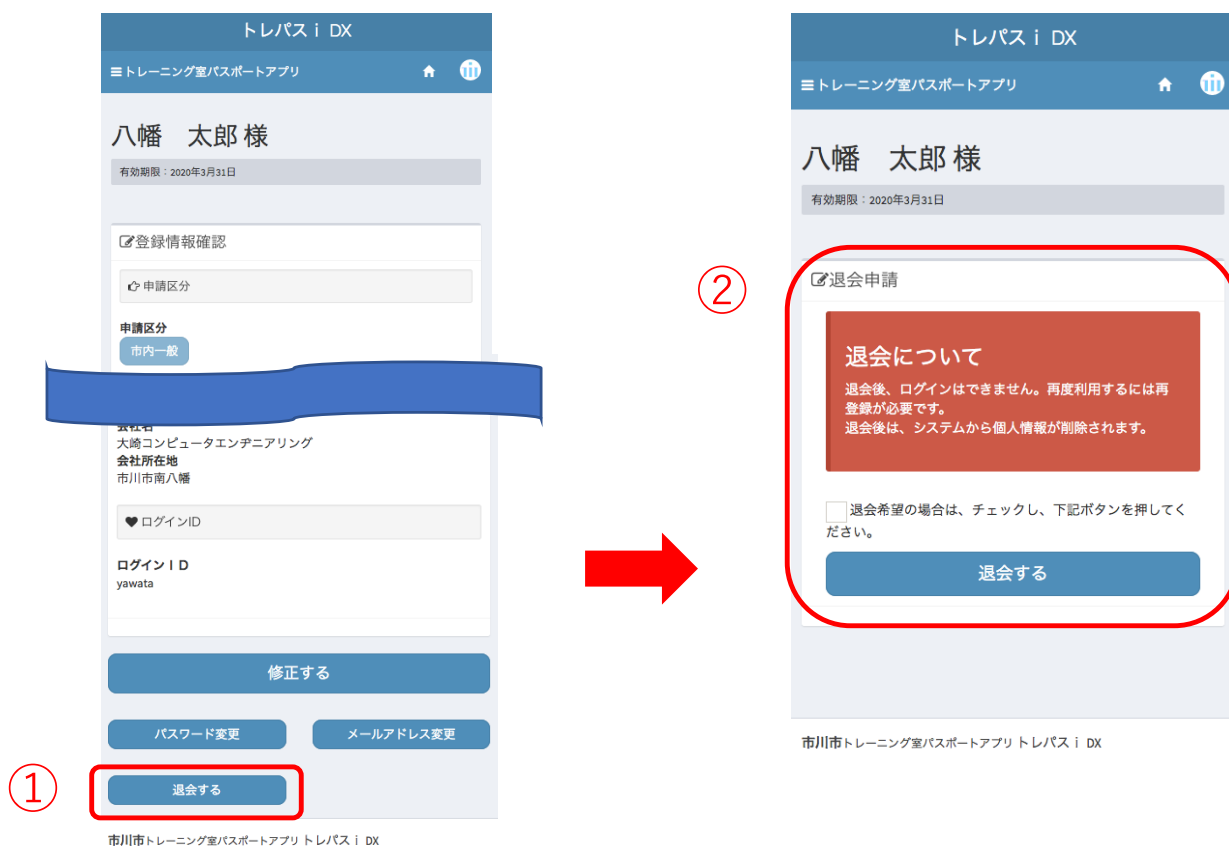 トレパスｉ DX
トレーニング室パスポートアプリ
八幡　太郎 様
有効期限：2020年3月31日
登録情報確認
申請区分
申請区分
市内一般
会社名
大崎コンピュータエンヂニアリング
会社所在地
市川市南八幡
ログインID
ログインＩＤ
yawata
修正する
パスワード変更
メールアドレス変更
①
退会する
市川市トレーニング室パスポートアプリ トレパスｉ DX
トレパスｉ DX
トレーニング室パスポートアプリ
八幡　太郎 様
有効期限：2020年3月31日
②
退会申請
退会について
退会後、ログインはできません。再度利用するには再
登録が必要です。
退会後は、システムから個人情報が削除されます。
退会希望の場合は、チェックし、下記ボタンを押してく
ださい。
退会する
市川市トレーニング室パスポートアプリ トレパスｉ DX